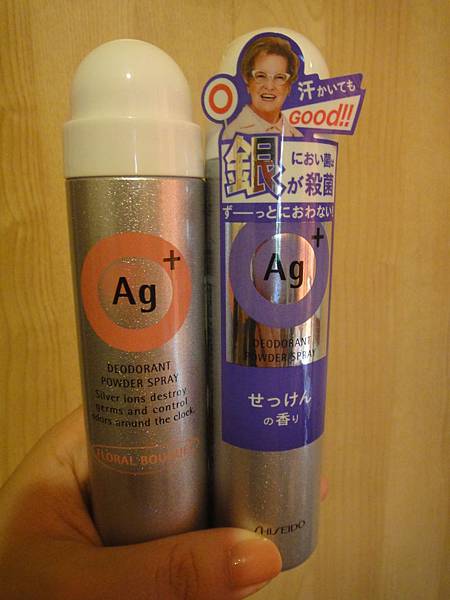 Ag+
DEODORANT
POWDER SPRAY
Silver ions destroy
germs and control
odors around the clock.
FLORAL BOUQUET
汗かいても
GOOD!!
銀が殺菌
におい菌を
ずーーっとにおわない!
Ag+
DEODORANT
POWDER SPRAY
せっけん
の香り
SHISEIDO